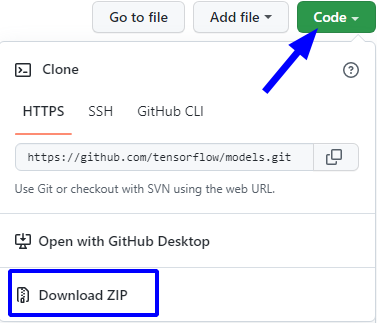 Go to file Add file Code
Clone
HTTPS SSH GitHub CLI
https://github.com/tensorflow/models.git
Use Git or checkout with SVN using the web URL.
Open with GitHub Desktop
Download ZIP